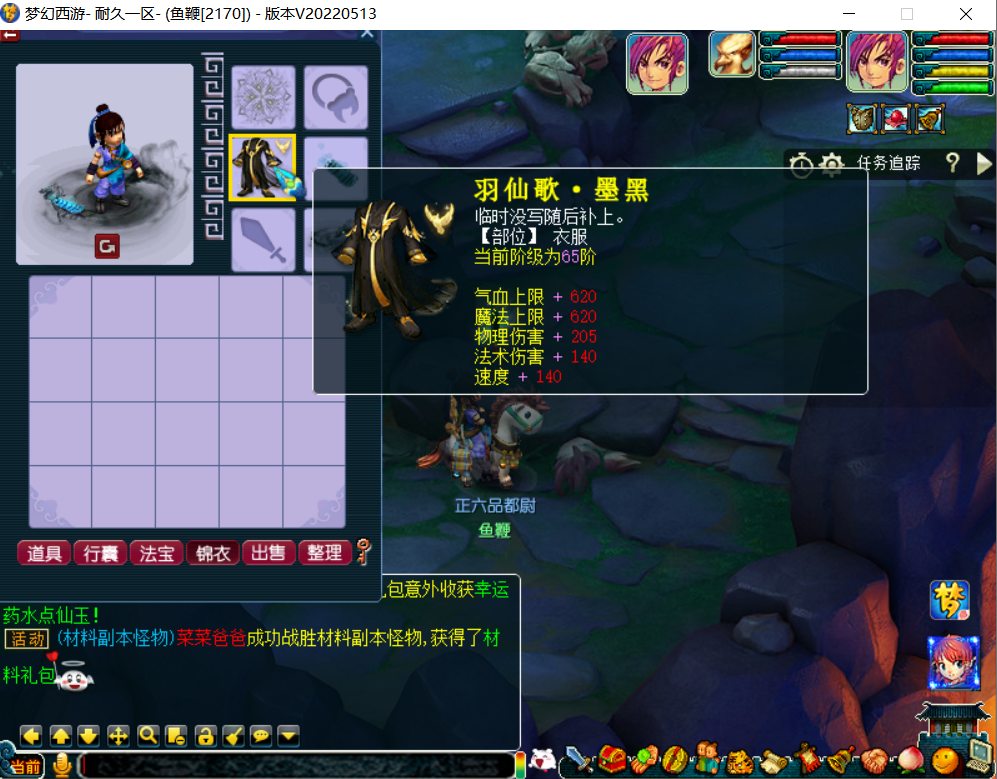 梦幻西游- 耐久一区- (鱼鞭[2170]) - 版本V20220513
任务追踪
羽仙歌·墨黑
临时没写随后补上。
【部位】 衣服
当前阶级为65阶
气血上限 + 620
魔法上限 + 620
物理伤害 + 205
法术伤害 + 140
速度 + 140
正六品都尉
鱼鞭
道具 行囊 法宝 锦衣 出售 整理
包意外收获幸运
药水点仙玉!
活动 (材料副本怪物)菜菜爸爸成功战胜材料副本怪物,获得了材
料礼包
梦
当前